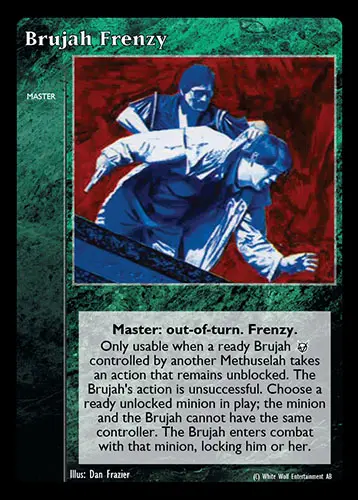 Brujah Frenzy
MASTER
Master: out-of-turn. Frenzy.
Only usable when a ready Brujah
controlled by another Methuselah takes
an action that remains unblocked. The
Brujah's action is unsuccessful. Choose a
ready unlocked minion in play; the minion
and the Brujah cannot have the same
controller. The Brujah enters combat
with that minion, locking him or her.
Illus: Dan Frazier
(C) White Wolf Entertainment AB